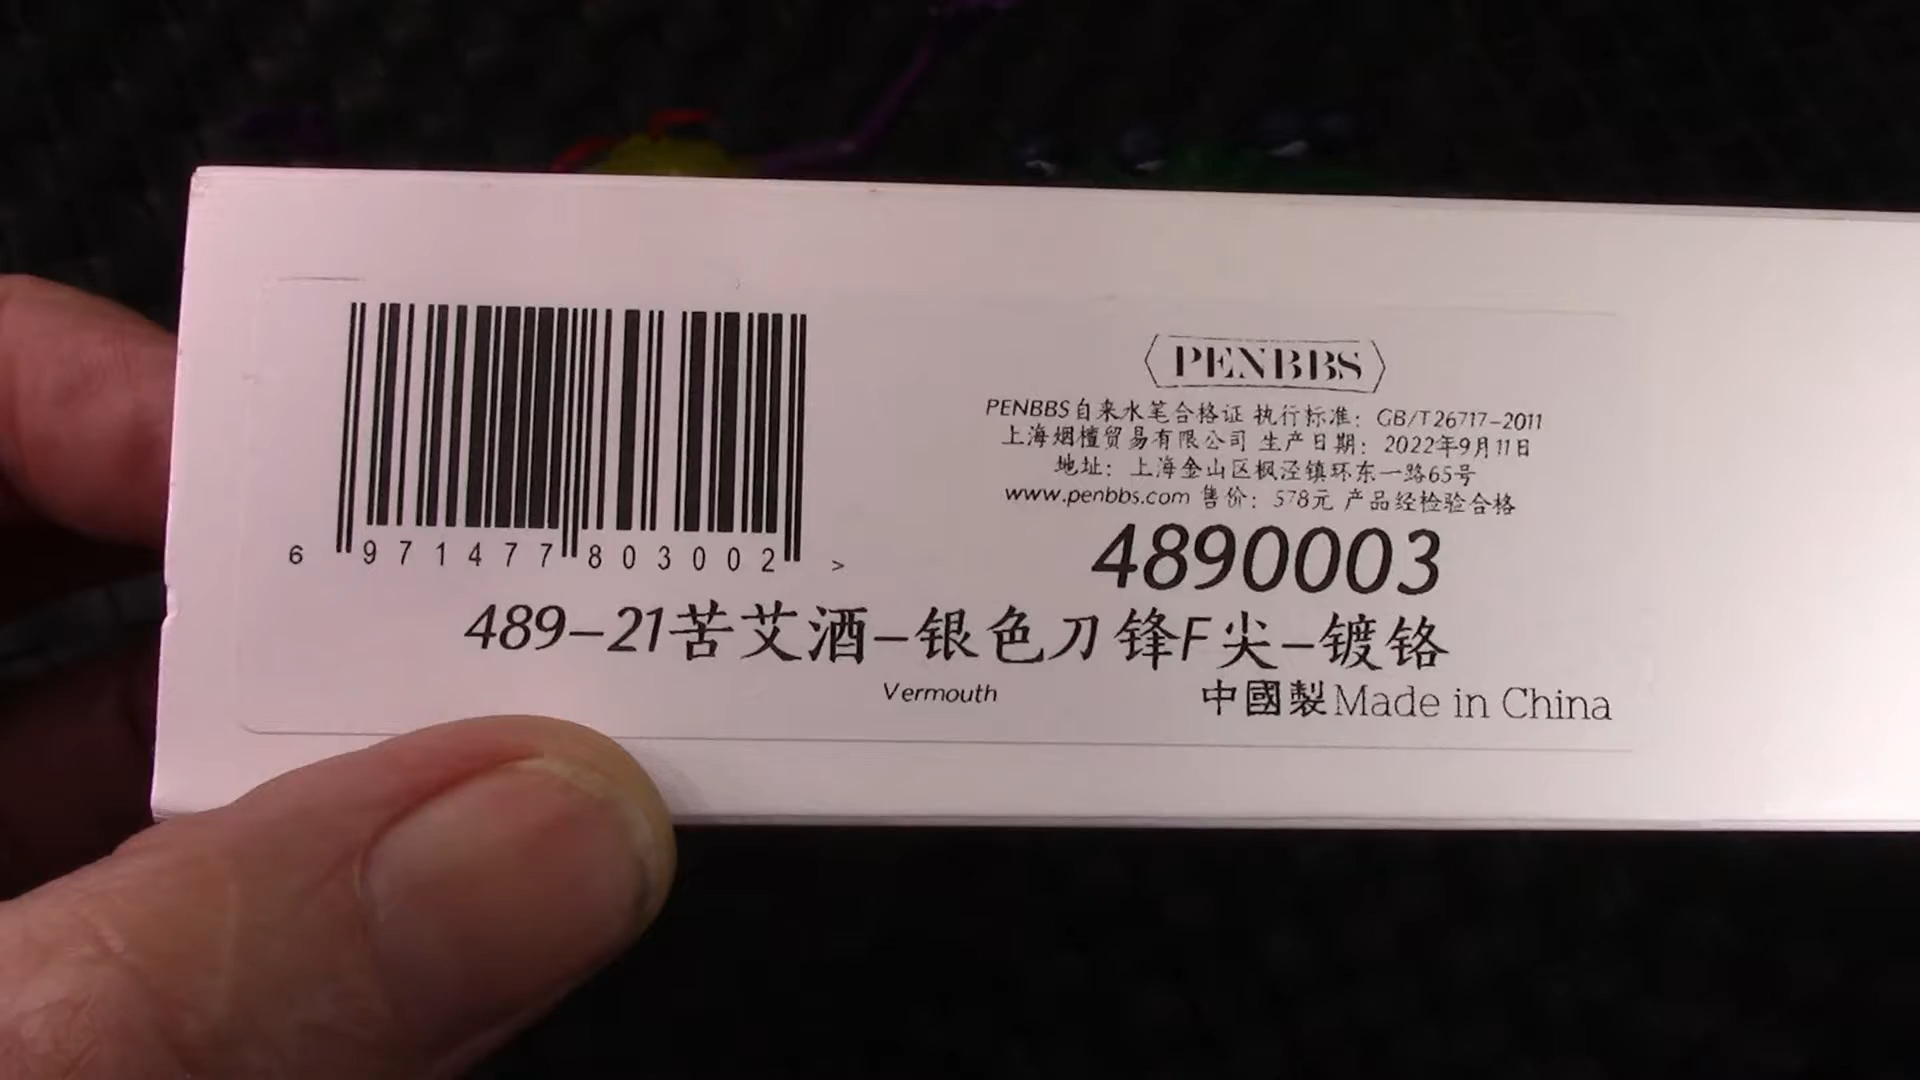 PENBBS
PENBBS自来水笔合格证 执行标准：GB/T26717-2011
上海烟檀贸易有限公司 生产日期：2022年9月11日
地址：上海金山区枫泾镇环东一路65号
www.penbbs.com 售价：578元 产品经检验合格
4890003
6 971477 803002 >
489-21苦艾酒-银色刀锋F尖-镀铬
Vermouth
中國製Made in China